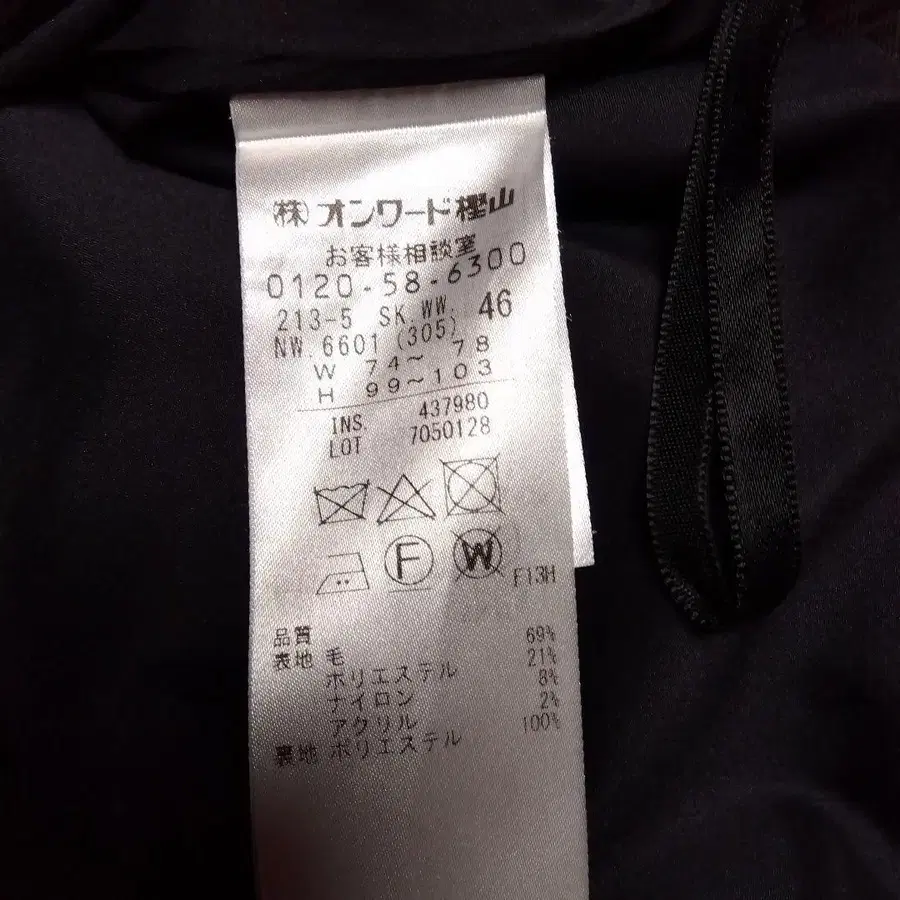 ㈱ オンワード樫山
お客様相談室
0120-58-6300
213-5 SK.WW. 46
NW.6601 (305)
W 74～ 78
H 99～103
INS. 437980
LOT 7050128
F W F13H
品質
表地 毛 69%
ポリエステル 21%
ナイロン 8%
アクリル 2%
裏地 ポリエステル 100%